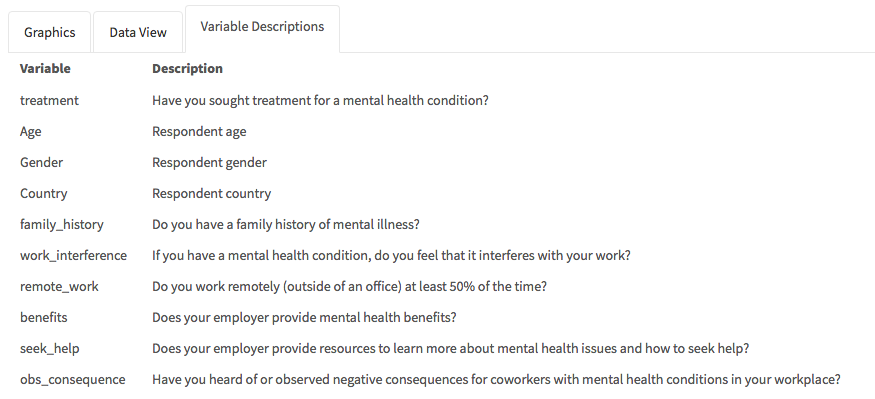 Graphics Data View Variable Descriptions
Variable Description
treatment Have you sought treatment for a mental health condition?
Age Respondent age
Gender Respondent gender
Country Respondent country
family_history Do you have a family history of mental illness?
work_interference If you have a mental health condition, do you feel that it interferes with your work?
remote_work Do you work remotely (outside of an office) at least 50% of the time?
benefits Does your employer provide mental health benefits?
seek_help Does your employer provide resources to learn more about mental health issues and how to seek help?
obs_consequence Have you heard of or observed negative consequences for coworkers with mental health conditions in your workplace?